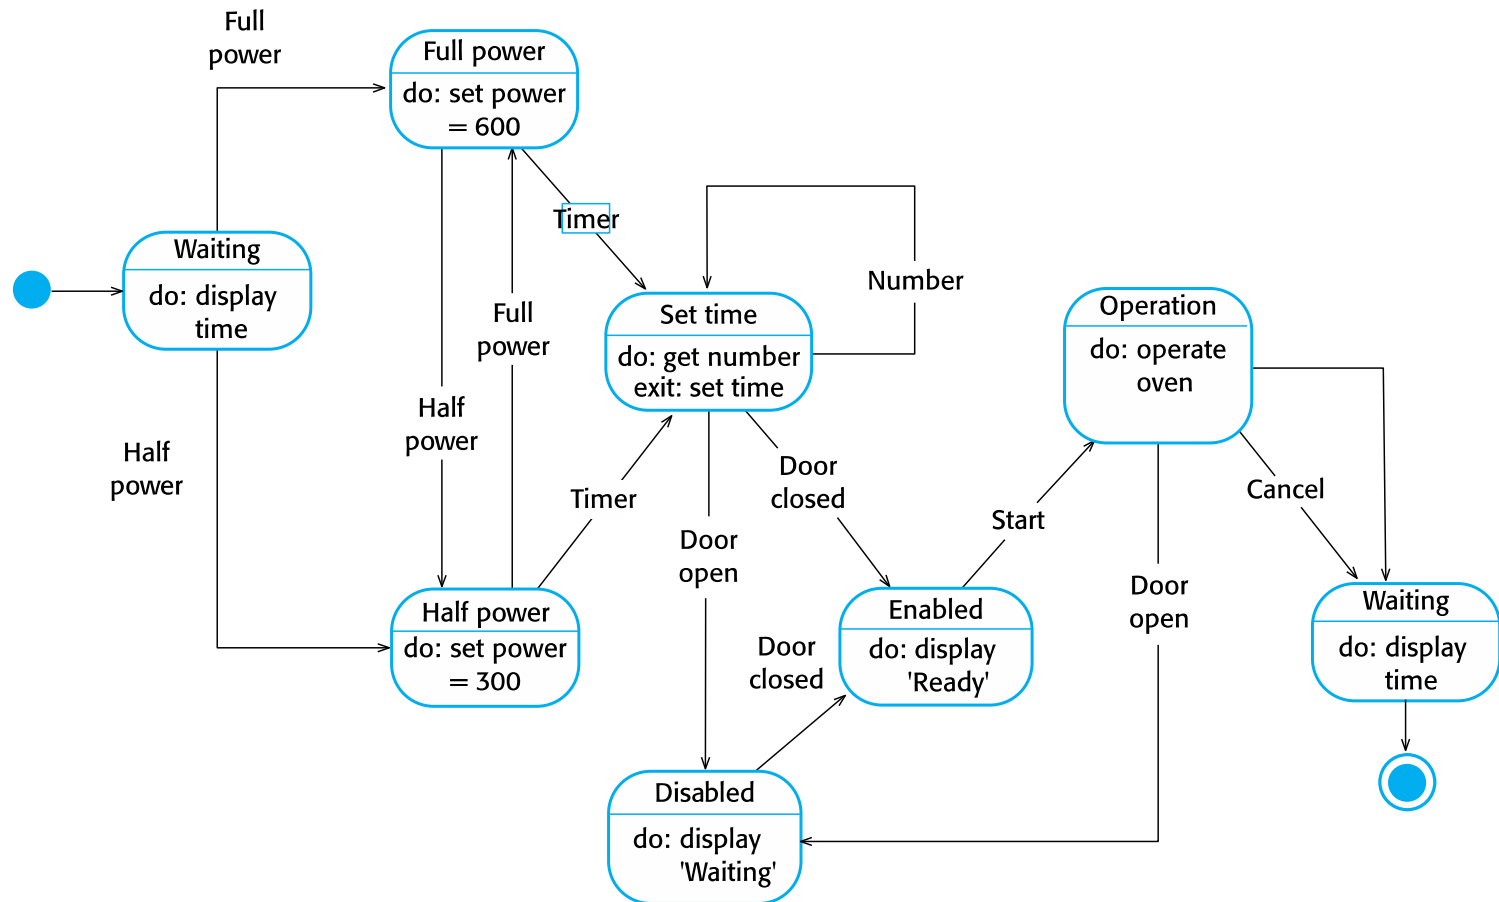 Full
power
Full power
do: set power
= 600
Timer
Waiting
do: display
time
Number
Full
power
Set time
do: get number
exit: set time
Operation
do: operate
oven
Half
power
Half
power
Timer
Door
closed
Start
Cancel
Door
open
Door
open
Half power
do: set power
= 300
Door
closed
Enabled
do: display
'Ready'
Waiting
do: display
time
Disabled
do: display
'Waiting'